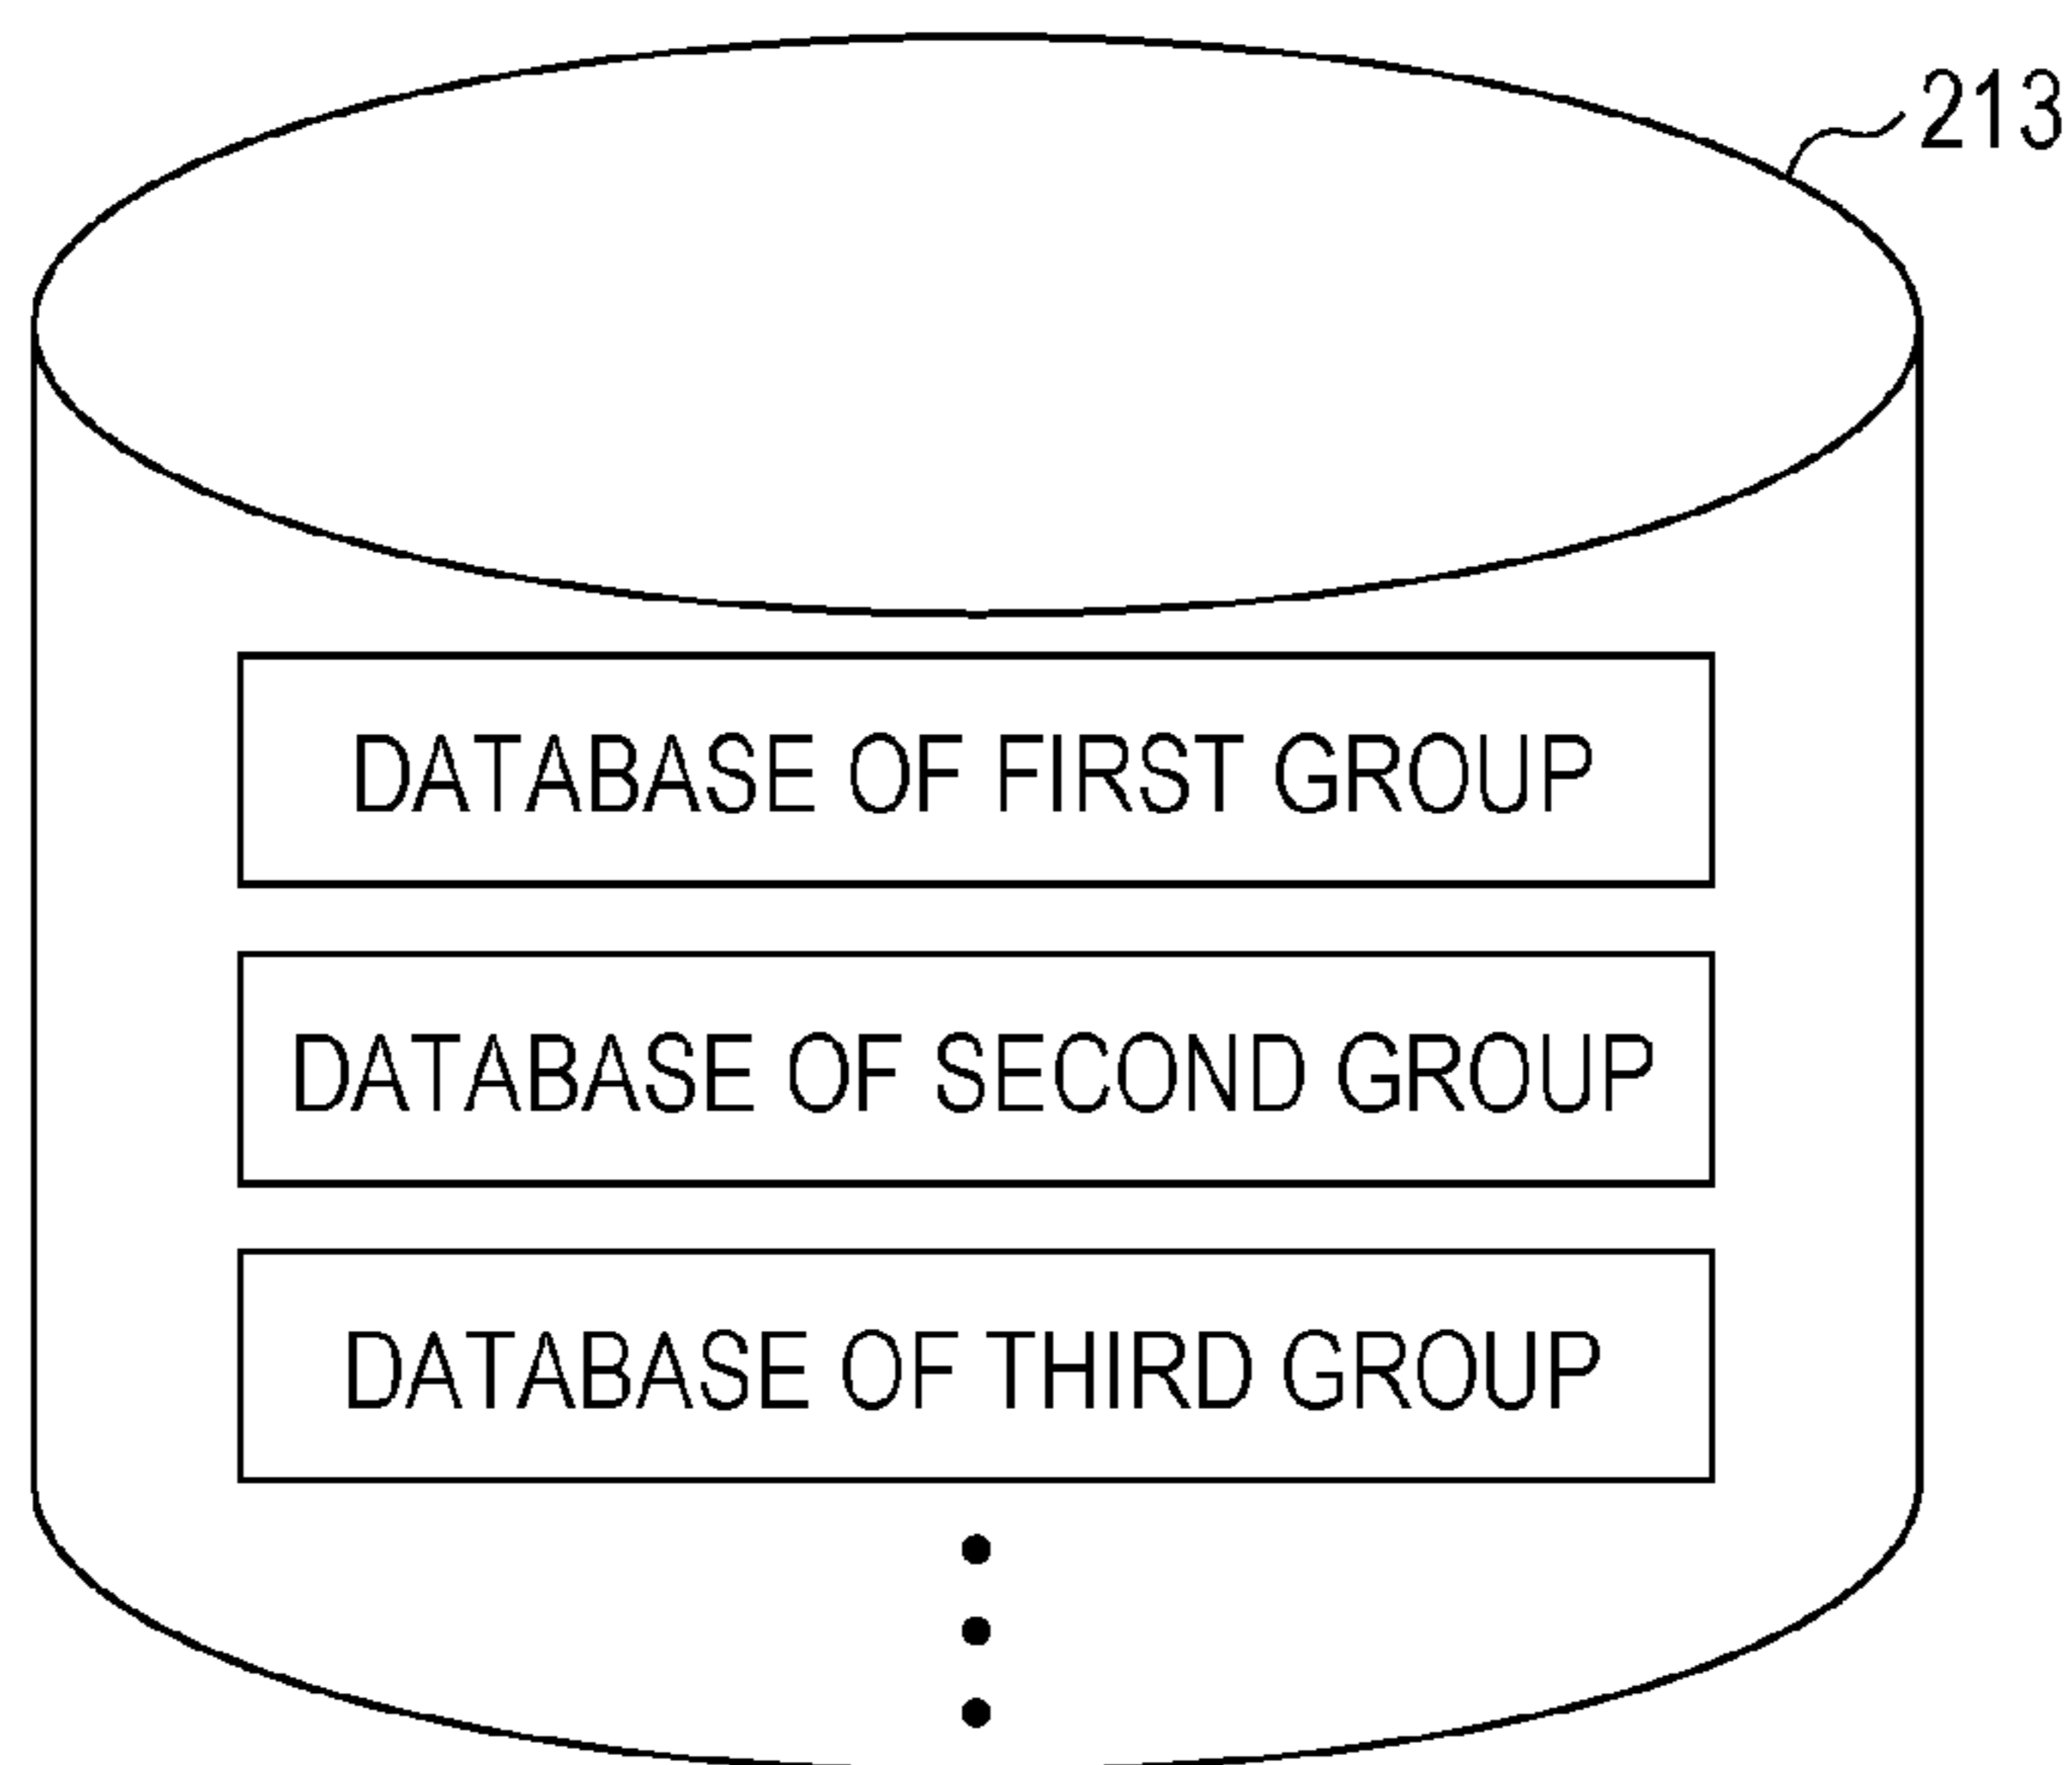 213
DATABASE OF FIRST GROUP
DATABASE OF SECOND GROUP
DATABASE OF THIRD GROUP